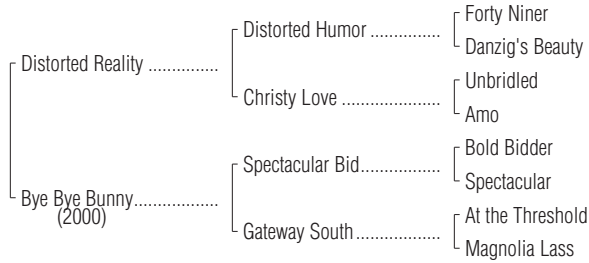 Forty Niner
Distorted Humor ...............
Danzig's Beauty
Distorted Reality ...............
Unbridled
Christy Love .....................
Amo
Bold Bidder
Spectacular Bid.................
Spectacular
Bye Bye Bunny..................
(2000)
At the Threshold
Gateway South ..................
Magnolia Lass